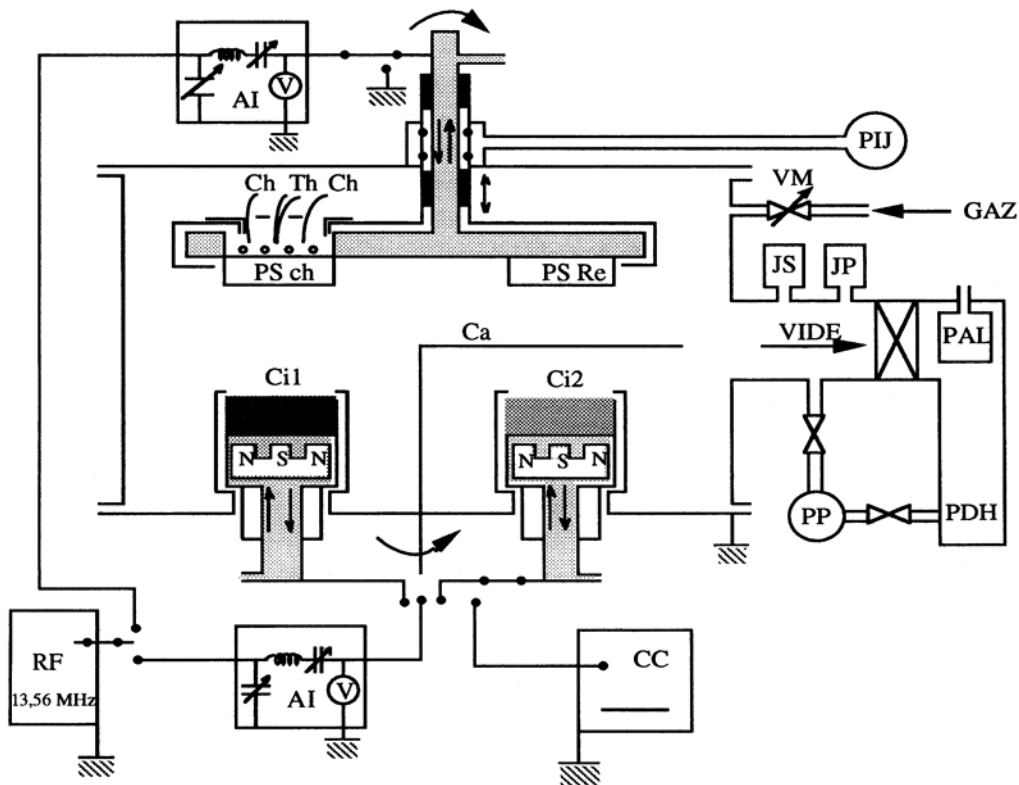 AI
V
PIJ
Ch Th Ch
VM
GAZ
PS ch
PS Re
JS
JP
Ca
VIDE
PAL
Ci1
Ci2
N S N
N S N
PP
PDH
RF
13,56 MHz
AI
V
CC